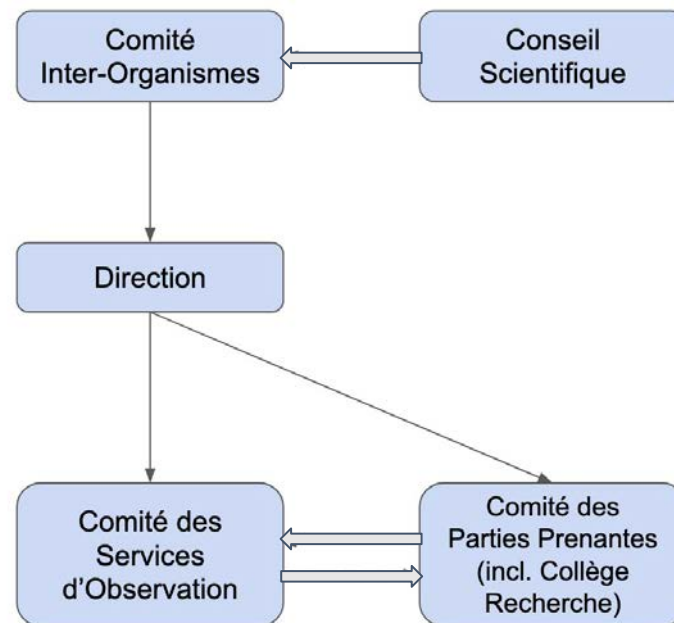 Comité
Inter-Organismes
Conseil
Scientifique
Direction
Comité des
Services
d'Observation
Comité des
Parties Prenantes
(incl. Collège
Recherche)